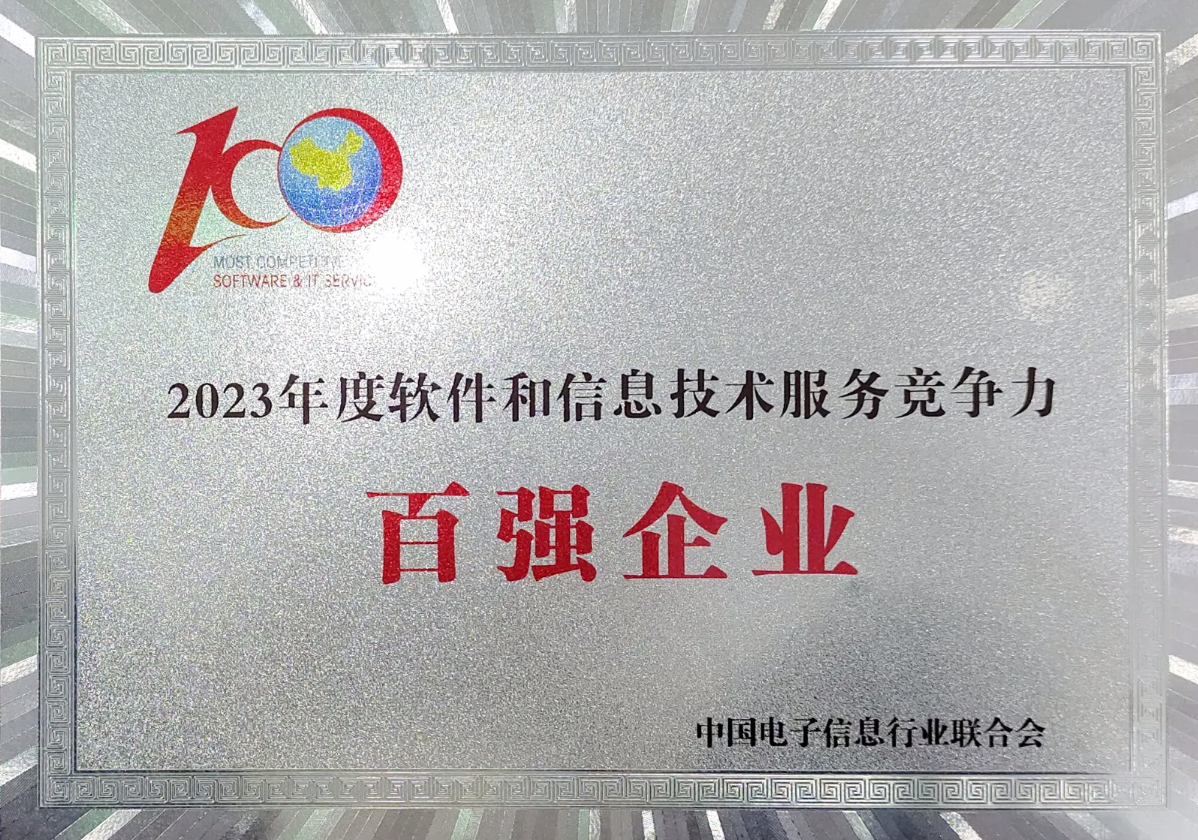 100
MOST COMPETITIVE
SOFTWARE & IT
2023年度软件和信息技术服务竞争力
百强企业
中国电子信息行业联合会